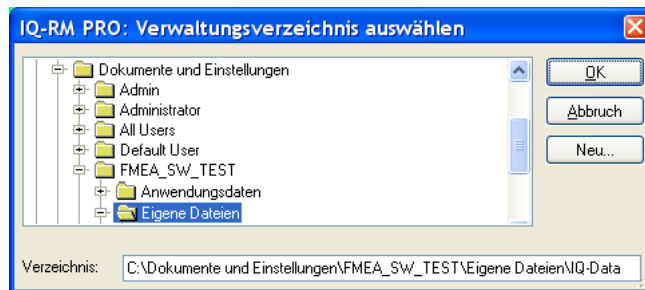 IQ-RM PRO: Verwaltungsverzeichnis auswählen
Dokumente und Einstellungen
Admin
Administrator
All Users
Default User
FMEA_SW_TEST
Anwendungsdaten
Eigene Dateien
OK
Abbruch
Neu...
Verzeichnis: C:\Dokumente und Einstellungen\FMEA_SW_TEST\Eigene Dateien\IQ-Data